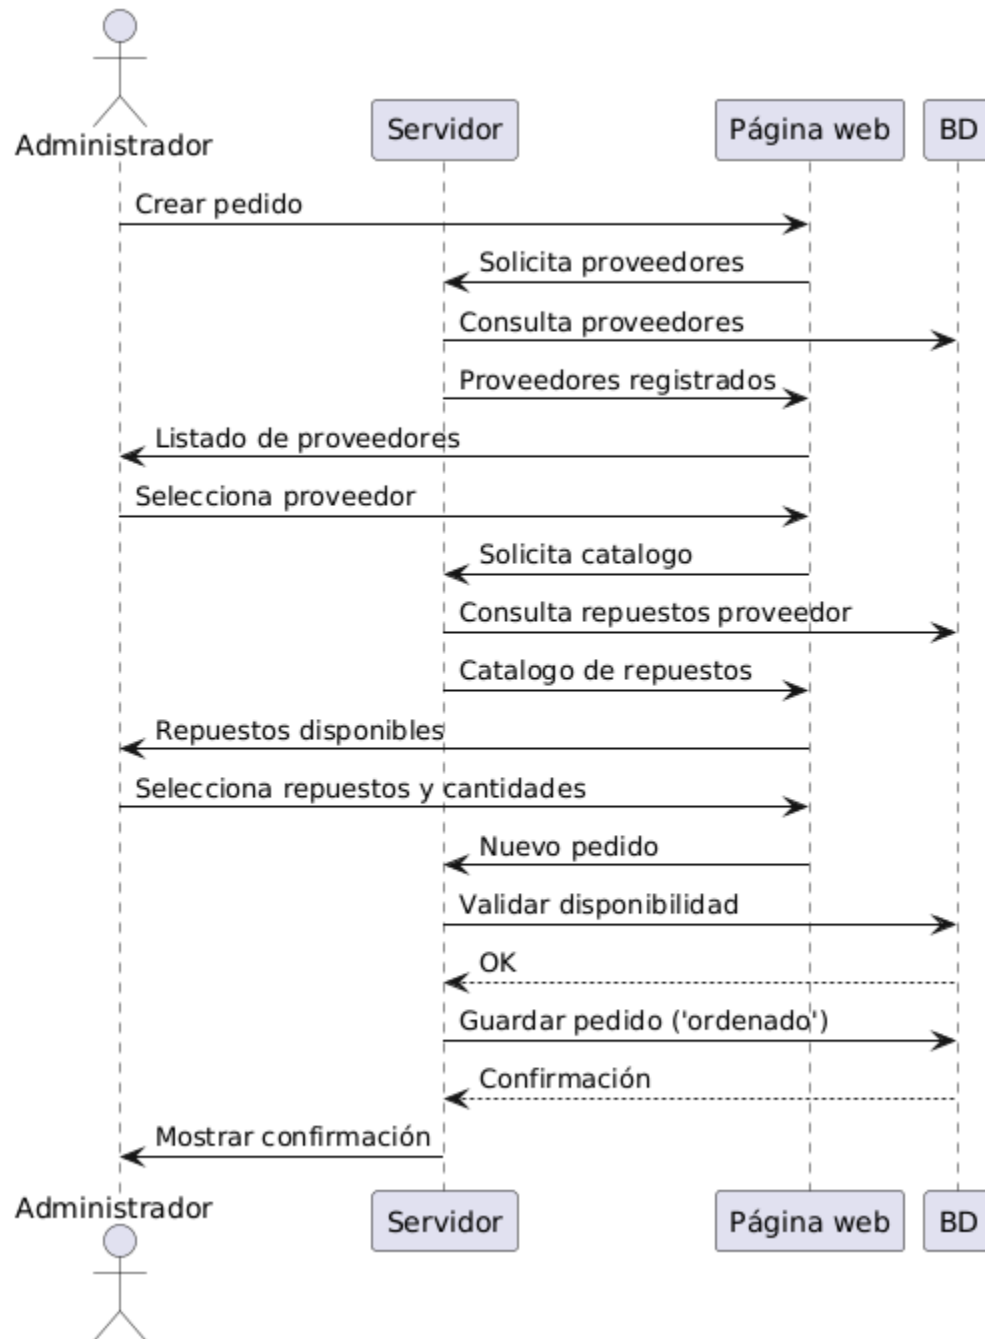 Administrador
Servidor
Página web
BD
Crear pedido
Solicita proveedores
Consulta proveedores
Proveedores registrados
Listado de proveedores
Selecciona proveedor
Solicita catalogo
Consulta repuestos proveedor
Catalogo de repuestos
Repuestos disponibles
Selecciona repuestos y cantidades
Nuevo pedido
Validar disponibilidad
OK
Guardar pedido ('ordenado')
Confirmación
Mostrar confirmación
Administrador
Servidor
Página web
BD